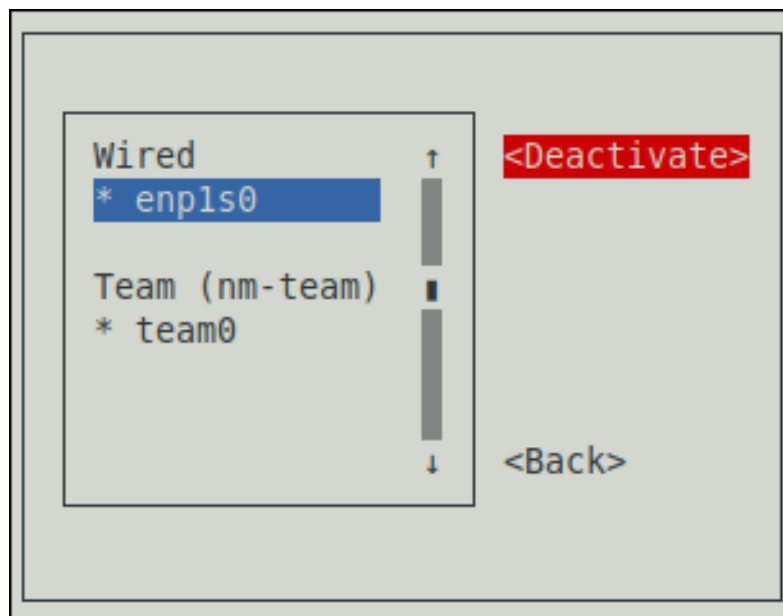 Wired
* enp1s0
Team (nm-team)
* team0
<Deactivate>
<Back>